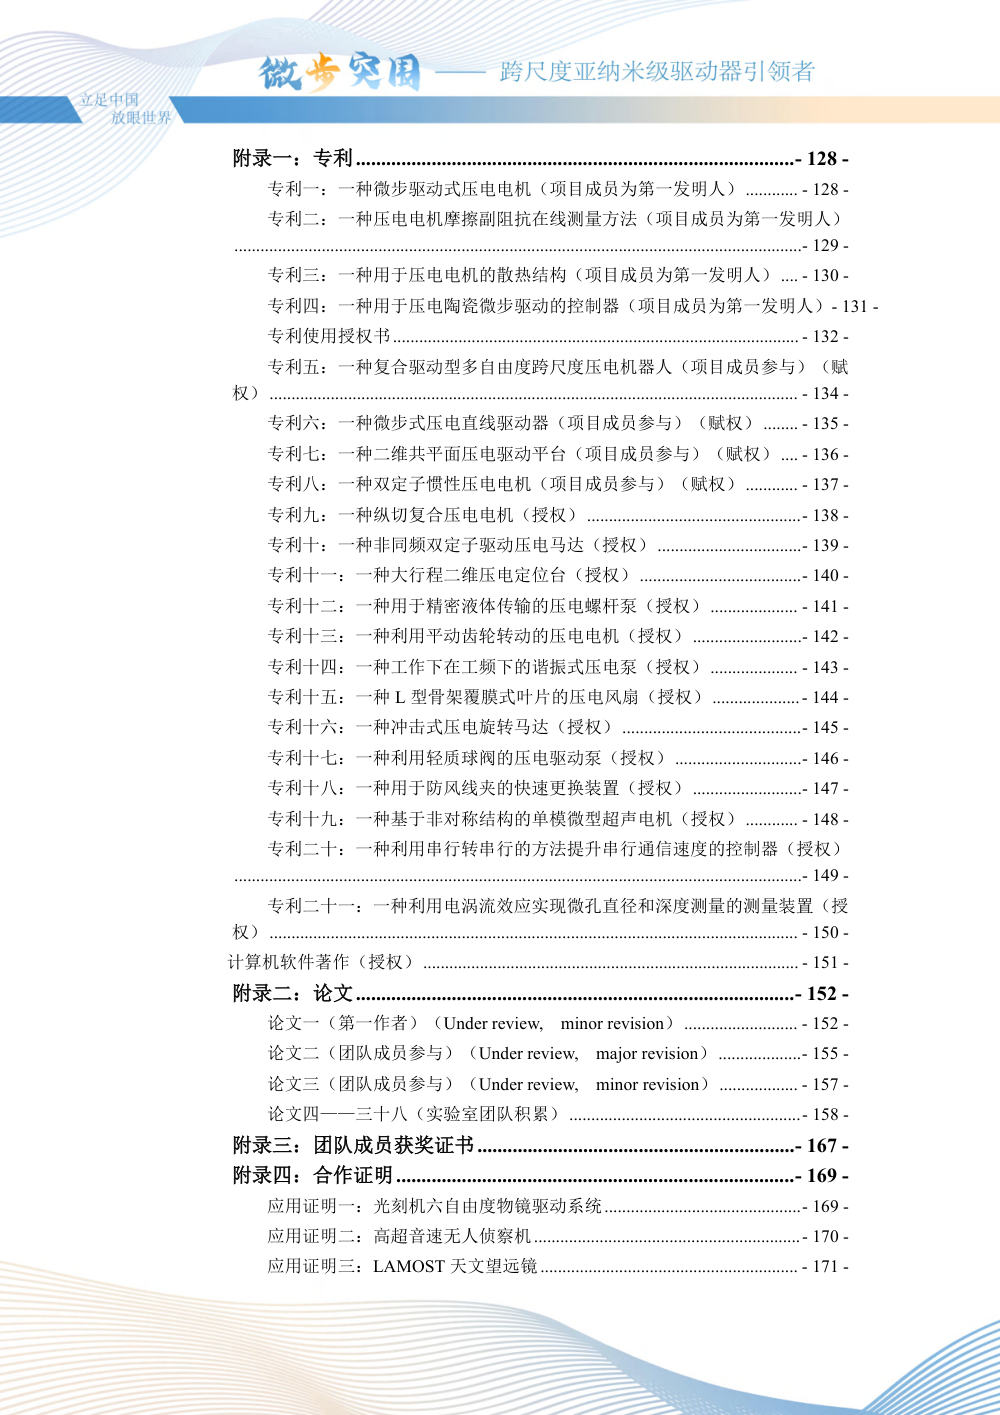 微步突围 —— 跨尺度亚纳米级驱动器引领者
立足中国
放眼世界
附录一：专利........................................................................................- 128 -
专利一：一种微步驱动式压电电机（项目成员为第一发明人）............- 128 -
专利二：一种压电电机摩擦副阻抗在线测量方法（项目成员为第一发明人）
..................................................................................................................................- 129 -
专利三：一种用于压电电机的散热结构（项目成员为第一发明人）....- 130 -
专利四：一种用于压电陶瓷微步驱动的控制器（项目成员为第一发明人）- 131 -
专利使用授权书.............................................................................................- 132 -
专利五：一种复合驱动型多自由度跨尺度压电机器人（项目成员参与）（赋
权）.........................................................................................................................- 134 -
专利六：一种微步式压电直线驱动器（项目成员参与）（赋权）........- 135 -
专利七：一种二维共平面压电驱动平台（项目成员参与）（赋权）....- 136 -
专利八：一种双定子惯性压电电机（项目成员参与）（赋权）............- 137 -
专利九：一种纵切复合压电电机（授权）.................................................- 138 -
专利十：一种非同频双定子驱动压电马达（授权）.................................- 139 -
专利十一：一种大行程二维压电定位台（授权）.....................................- 140 -
专利十二：一种用于精密液体传输的压电螺杆泵（授权）....................- 141 -
专利十三：一种利用平动齿轮转动的压电电机（授权）.........................- 142 -
专利十四：一种工作下在工频下的谐振式压电泵（授权）....................- 143 -
专利十五：一种 L 型骨架覆膜式叶片的压电风扇（授权）....................- 144 -
专利十六：一种冲击式压电旋转马达（授权）.........................................- 145 -
专利十七：一种利用轻质球阀的压电驱动泵（授权）.............................- 146 -
专利十八：一种用于防风线夹的快速更换装置（授权）.........................- 147 -
专利十九：一种基于非对称结构的单模微型超声电机（授权）............- 148 -
专利二十：一种利用串行转串行的方法提升串行通信速度的控制器（授权）
..................................................................................................................................- 149 -
专利二十一：一种利用电涡流效应实现微孔直径和深度测量的测量装置（授
权）.........................................................................................................................- 150 -
计算机软件著作（授权）......................................................................................- 151 -
附录二：论文........................................................................................- 152 -
论文一（第一作者）（Under review， minor revision）..........................- 152 -
论文二（团队成员参与）（Under review， major revision）...................- 155 -
论文三（团队成员参与）（Under review， minor revision）..................- 157 -
论文四——三十八（实验室团队积累）.....................................................- 158 -
附录三：团队成员获奖证书................................................................- 167 -
附录四：合作证明................................................................................- 169 -
应用证明一：光刻机六自由度物镜驱动系统.............................................- 169 -
应用证明二：高超音速无人侦察机.............................................................- 170 -
应用证明三：LAMOST 天文望远镜...........................................................- 171 -